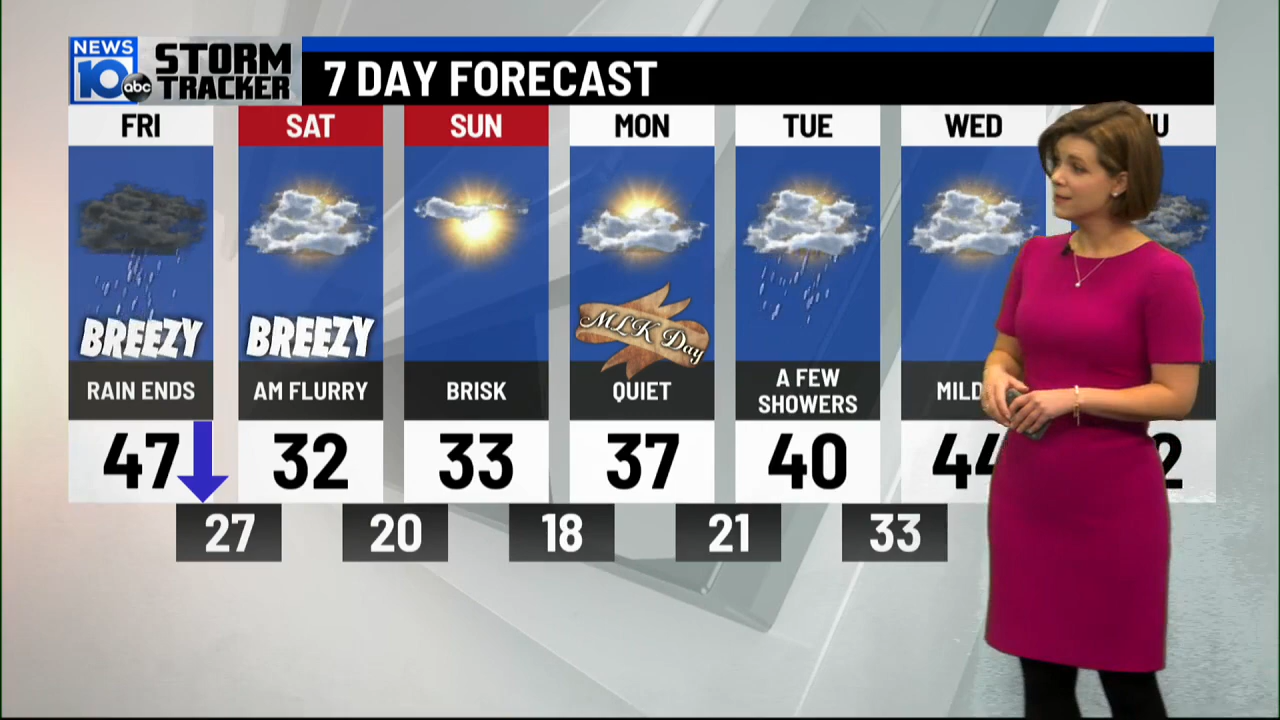 NEWS
10
abc
STORM
TRACKER
7 DAY FORECAST
FRI
SAT
SUN
MON
TUE
WED
BREEZY
BREEZY
MLK Day
RAIN ENDS
AM FLURRY
BRISK
QUIET
A FEW
SHOWERS
47
32
33
37
40
44
27
20
18
21
33